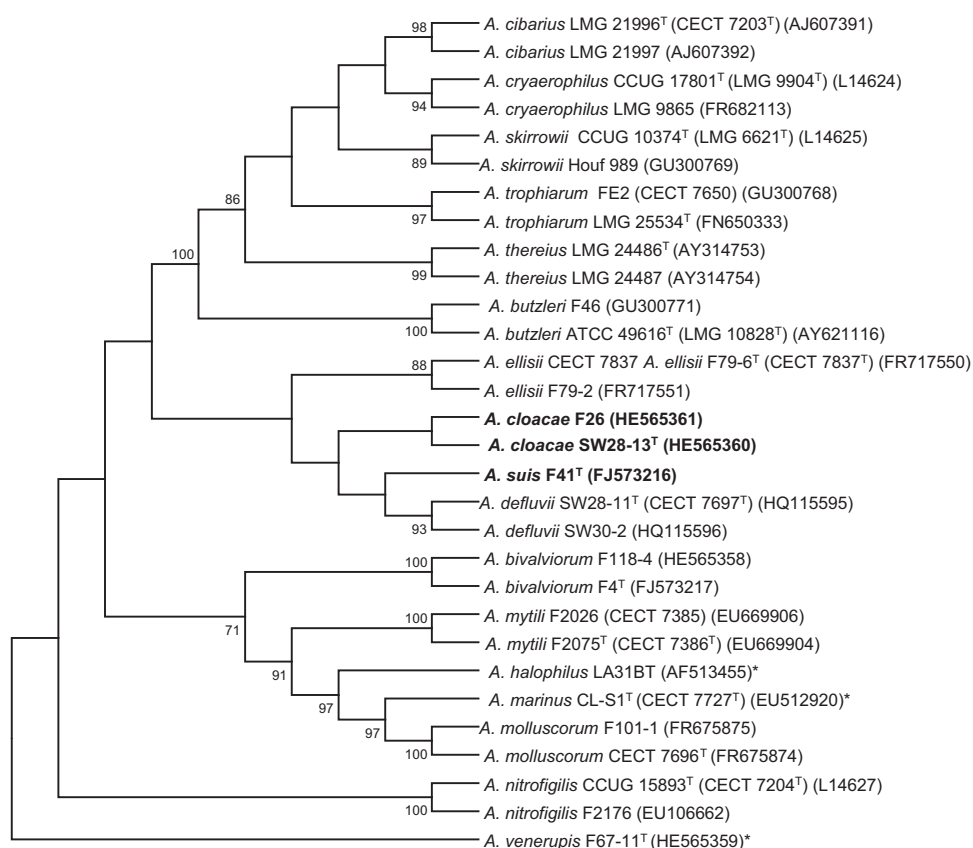 98
A. cibarius LMG 21996ᵀ (CECT 7203ᵀ) (AJ607391)
A. cibarius LMG 21997 (AJ607392)
A. cryaerophilus CCUG 17801ᵀ (LMG 9904ᵀ) (L14624)
94
A. cryaerophilus LMG 9865 (FR682113)
A. skirrowii CCUG 10374ᵀ (LMG 6621ᵀ) (L14625)
89
A. skirrowii Houf 989 (GU300769)
86
A. trophiarum FE2 (CECT 7650) (GU300768)
97
A. trophiarum LMG 25534ᵀ (FN650333)
100
A. thereius LMG 24486ᵀ (AY314753)
99
A. thereius LMG 24487 (AY314754)
A. butzleri F46 (GU300771)
100
A. butzleri ATCC 49616ᵀ (LMG 10828ᵀ) (AY621116)
88
A. ellisii CECT 7837 A. ellisii F79-6ᵀ (CECT 7837ᵀ) (FR717550)
A. ellisii F79-2 (FR717551)
A. cloacae F26 (HE565361)
A. cloacae SW28-13ᵀ (HE565360)
A. suis F41ᵀ (FJ573216)
A. defluvii SW28-11ᵀ (CECT 7697ᵀ) (HQ115595)
93
A. defluvii SW30-2 (HQ115596)
100
A. bivalviorum F118-4 (HE565358)
A. bivalviorum F4ᵀ (FJ573217)
71
100
A. mytili F2026 (CECT 7385) (EU669906)
A. mytili F2075ᵀ (CECT 7386ᵀ) (EU669904)
91
A. halophilus LA31BT (AF513455)*
97
A. marinus CL-S1ᵀ (CECT 7727ᵀ) (EU512920)*
97
A. molluscorum F101-1 (FR675875)
100
A. molluscorum CECT 7696ᵀ (FR675874)
A. nitrofigilis CCUG 15893ᵀ (CECT 7204ᵀ) (L14627)
100
A. nitrofigilis F2176 (EU106662)
A. venerupis F67-11ᵀ (HE565359)*